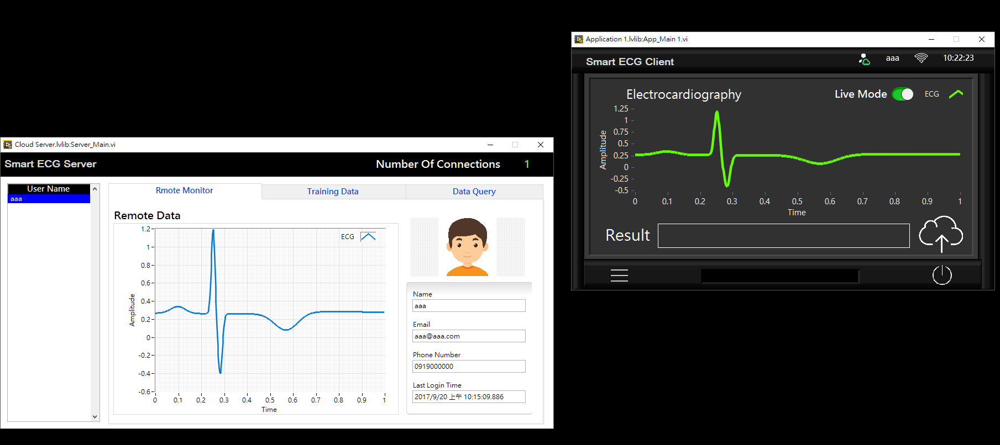 Application 1.lvlib:App_Main 1.vi
Smart ECG Client
aaa
10:22:23
Electrocardiography
Live Mode
ECG
1.25
1
0.75
0.5
0.25
0
-0.25
-0.5
Amplitude
0 0.1 0.2 0.3 0.4 0.5 0.6 0.7 0.8 0.9 1
Time
Result
Cloud Server.lvlib:Server_Main.vi
Smart ECG Server
Number Of Connections 1
User Name
aaa
Rmote Monitor
Training Data
Data Query
Remote Data
ECG
1.2
1
0.8
0.6
0.4
0.2
0
-0.2
-0.4
-0.6
Amplitude
0 0.1 0.2 0.3 0.4 0.5 0.6 0.7 0.8 0.9 1
Time
Name
aaa
Email
aaa@aaa.com
Phone Number
0919000000
Last Login Time
2017/9/20 上午 10:15:09.886